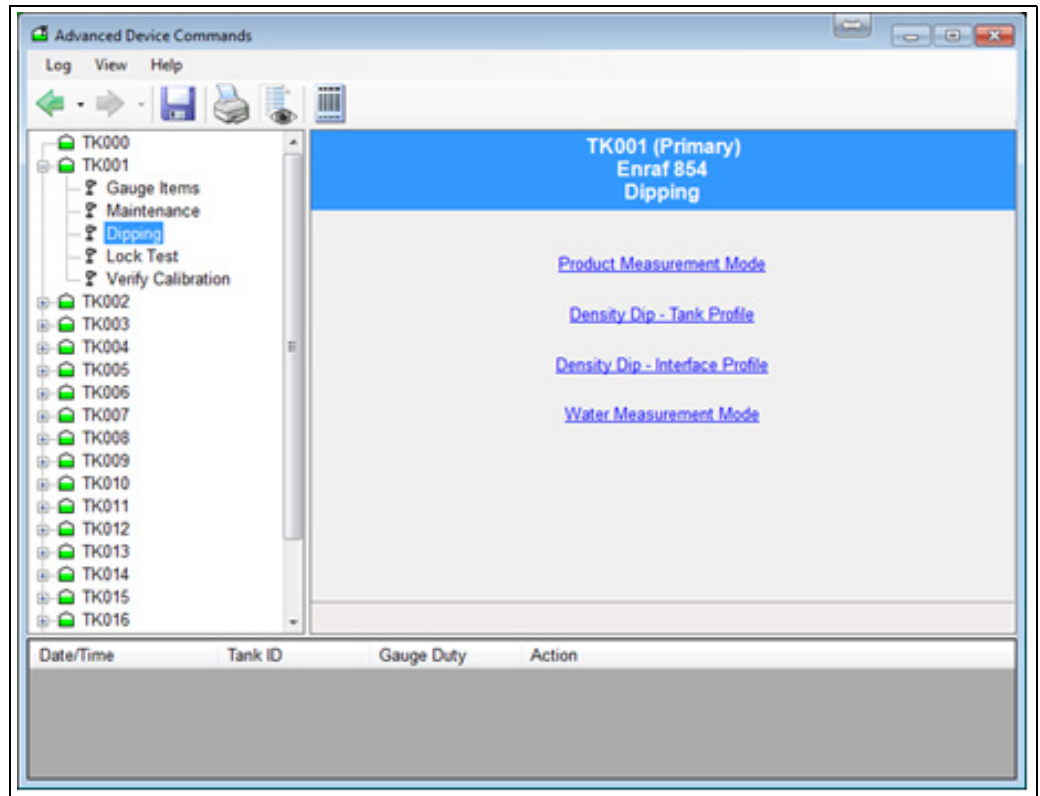 Advanced Device Commands
Log View Help
TK000
TK001
Gauge Items
Maintenance
Dipping
Lock Test
Verify Calibration
TK002
TK003
TK004
TK005
TK006
TK007
TK008
TK009
TK010
TK011
TK012
TK013
TK014
TK015
TK016
TK001 (Primary)
Enraf 854
Dipping
Product Measurement Mode
Density Dip - Tank Profile
Density Dip - Interface Profile
Water Measurement Mode
Date/Time Tank ID Gauge Duty Action